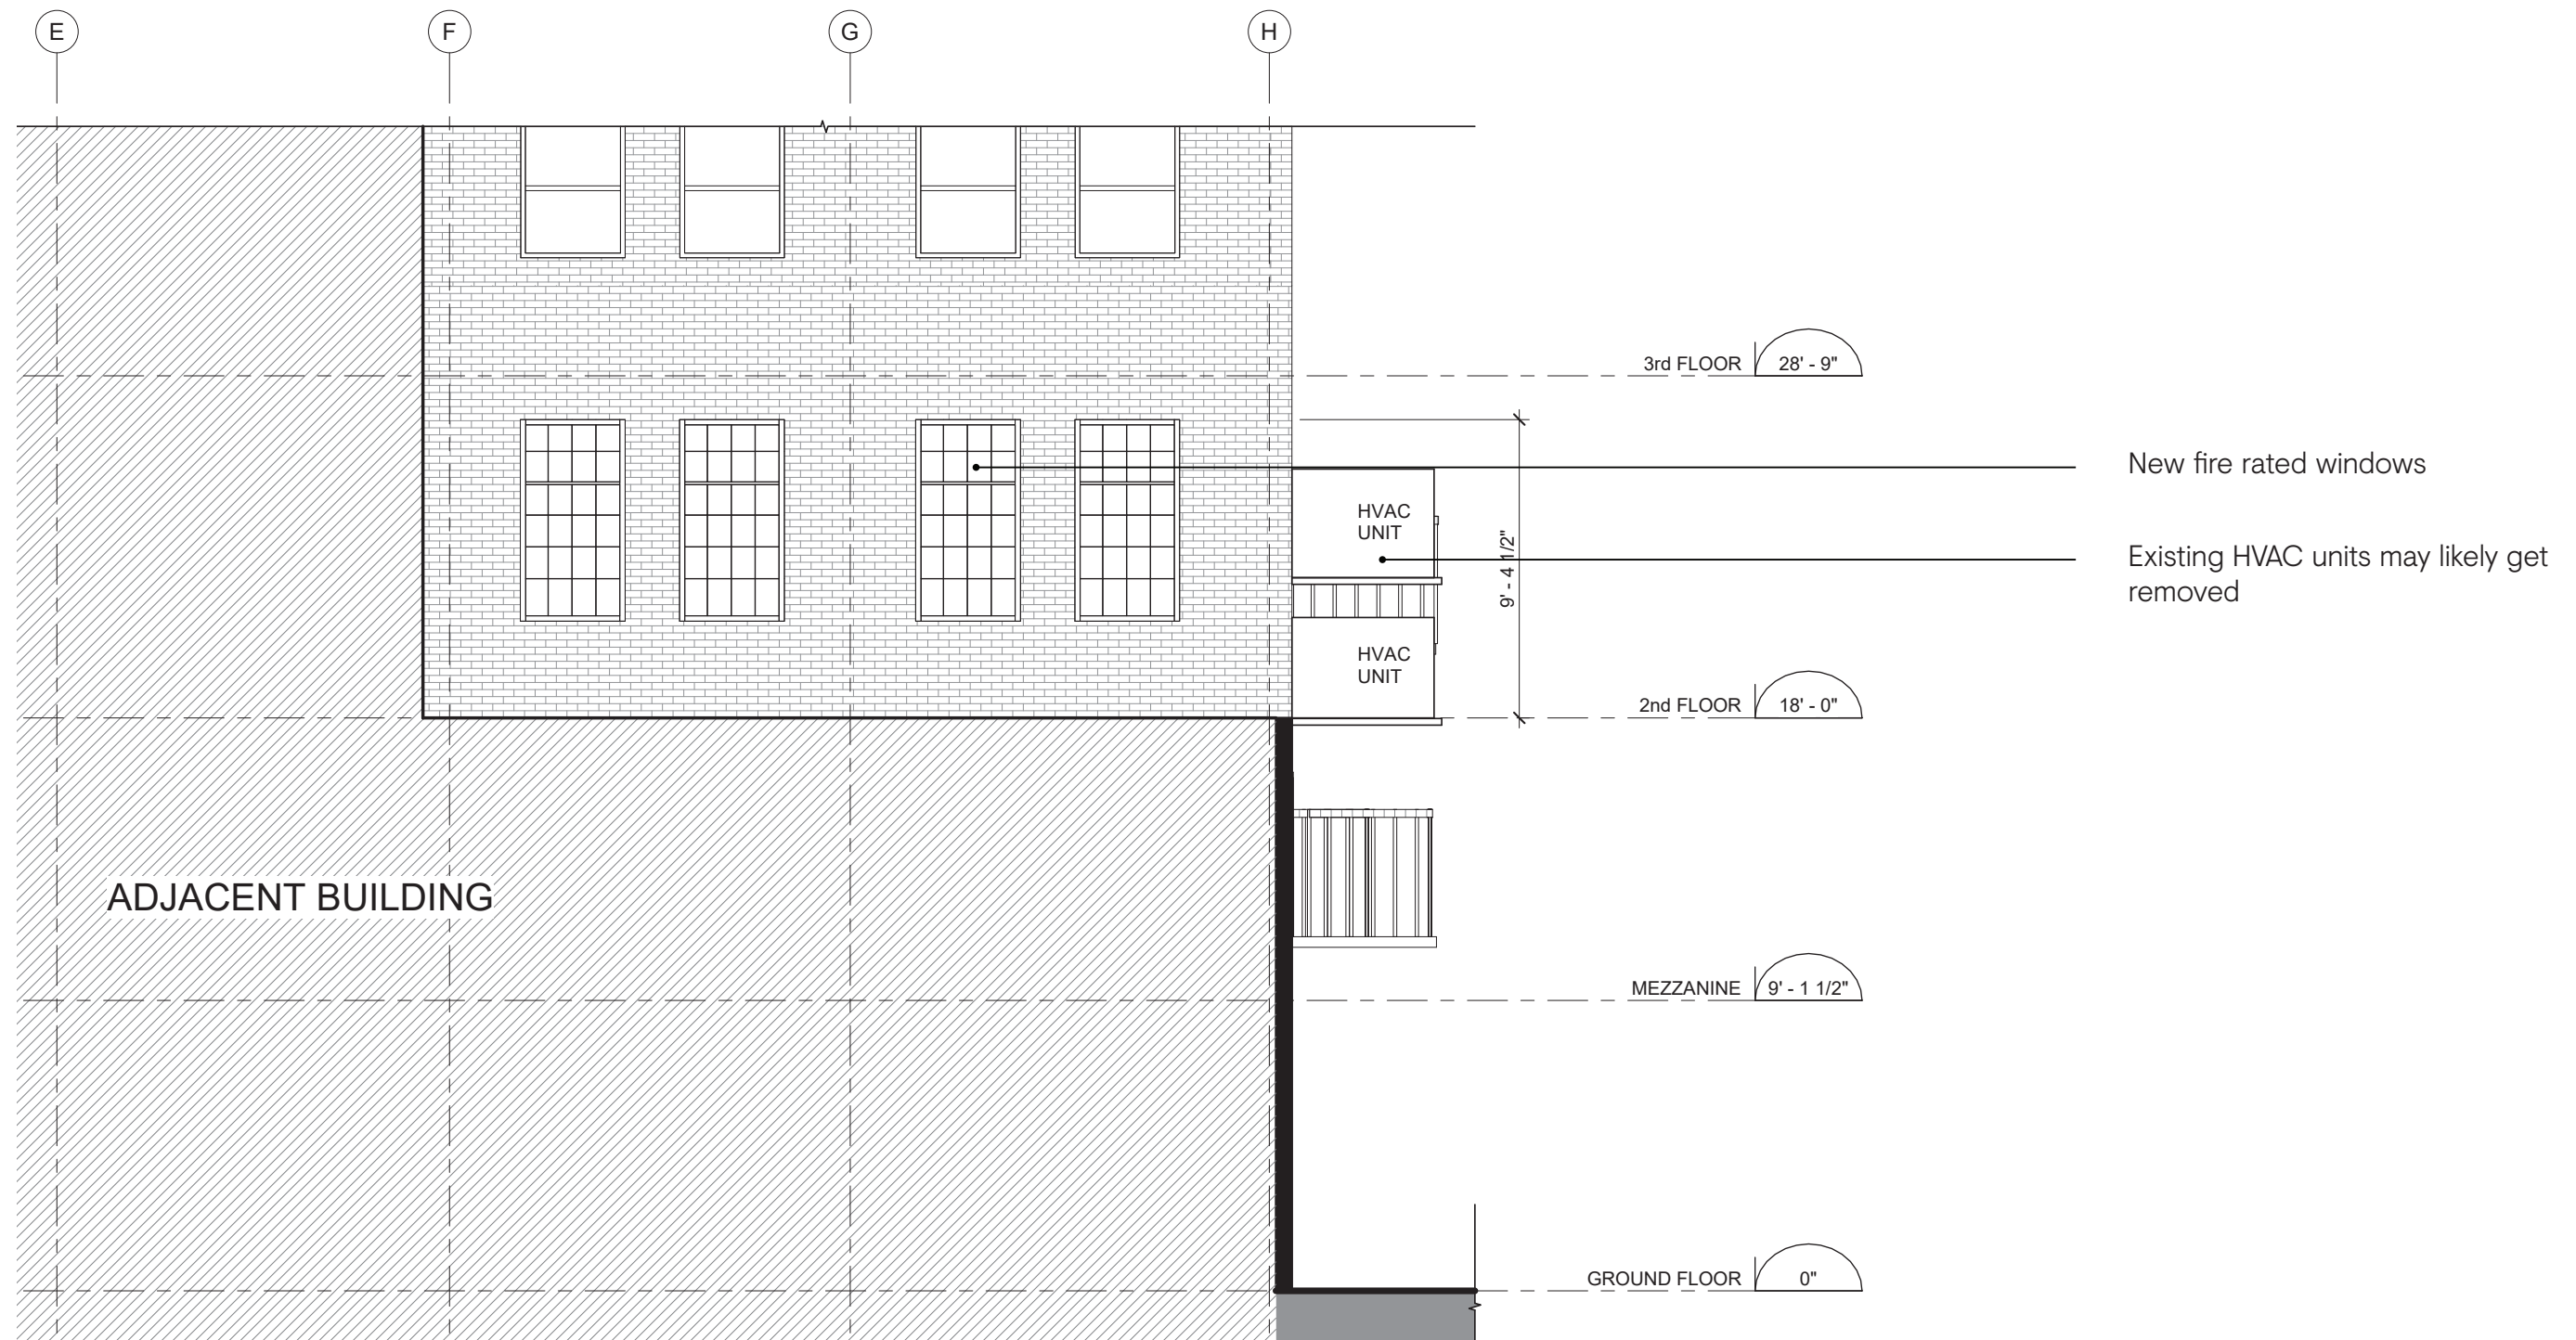 E F G H
3rd FLOOR 28' - 9"
New fire rated windows
HVAC
UNIT
9' - 4 1/2"
Existing HVAC units may likely get
removed
HVAC
UNIT
2nd FLOOR 18' - 0"
ADJACENT BUILDING
MEZZANINE 9' - 1 1/2"
GROUND FLOOR 0"